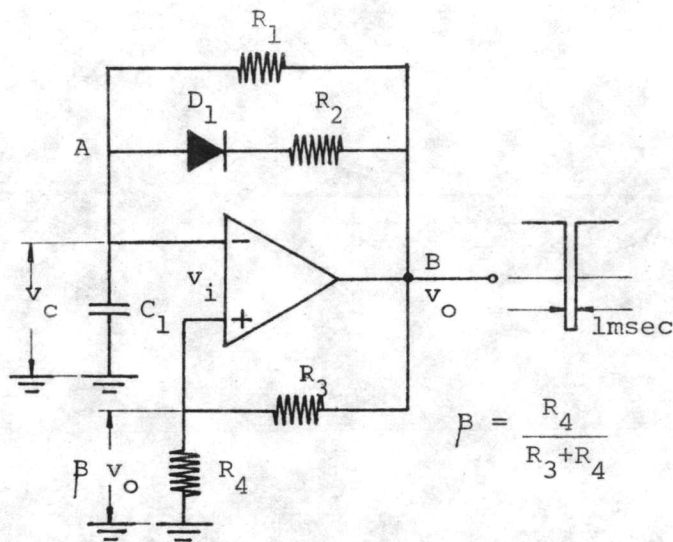 R1
D1
R2
A
B
vo
vc
C1
vi
−
+
1msec
R3
β vo
R4
β = R4 / R3+R4